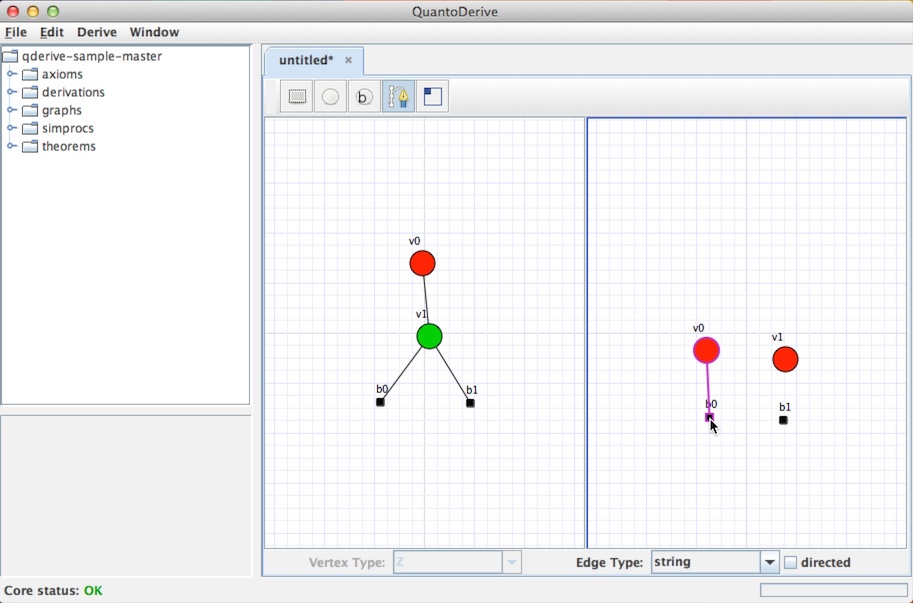 QuantoDerive
File Edit Derive Window
qderive-sample-master
axioms
derivations
graphs
simprocs
theorems
untitled* ×
b
v0
v1
b0 b1
v0 v1
b0 b1
Vertex Type: Z Edge Type: string directed
Core status: OK